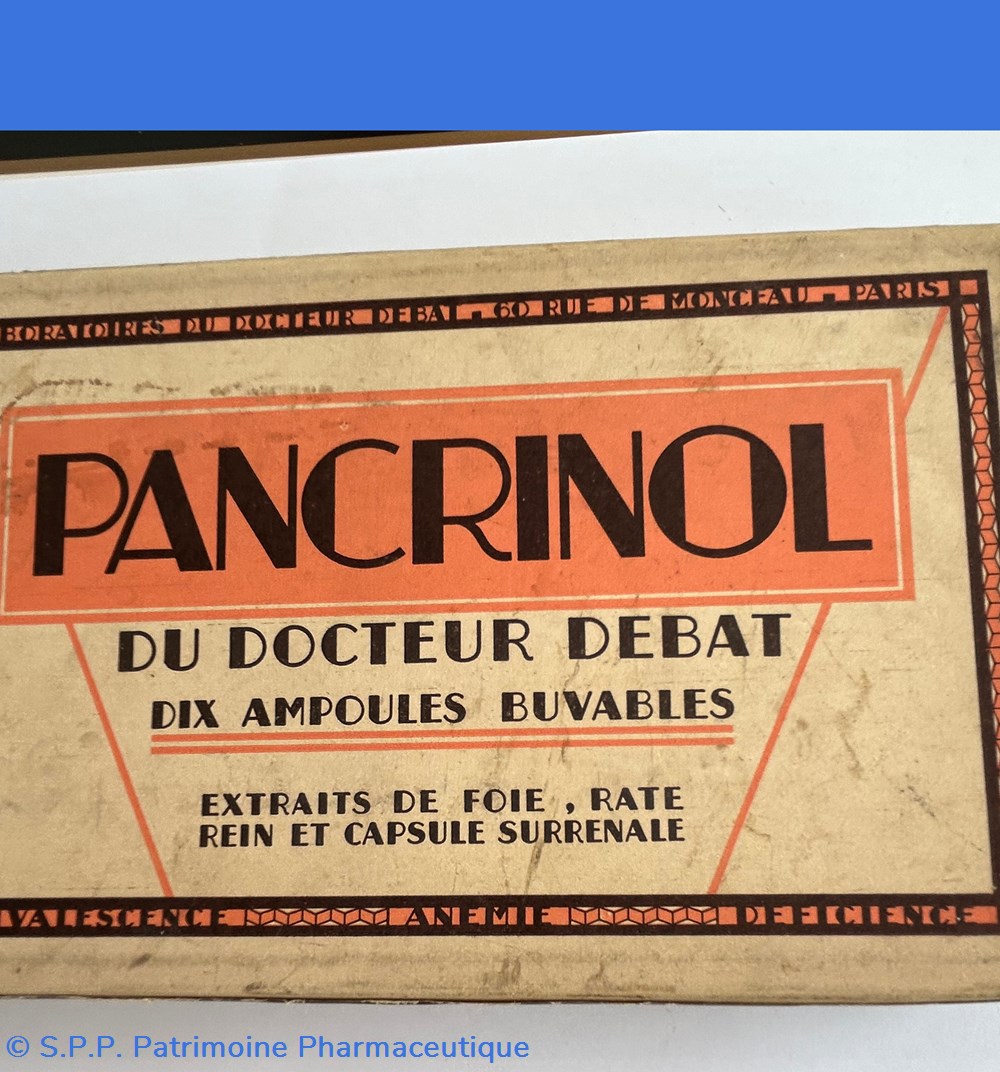 BORATOIRES DU DOCTEUR DEBAT - 60 RUE DE MONCEAU - PARIS
PANCRINOL
DU DOCTEUR DEBAT
DIX AMPOULES BUVABLES
EXTRAITS DE FOIE, RATE
REIN ET CAPSULE SURRENALE
VALESCENCE ANEMIE DEFICIENCE
© S.P.P. Patrimoine Pharmaceutique